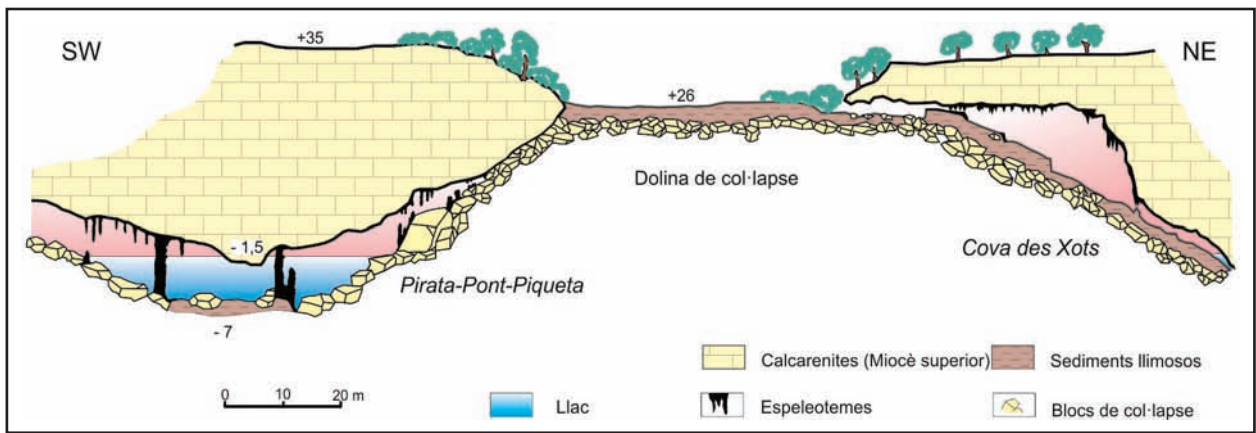 SW
+35
NE
+26
Dolina de col·lapse
- 1,5
Cova des Xots
Pirata-Pont-Piqueta
- 7
Calcarenites (Miocè superior)
Sediments llimosos
0 10 20 m
Llac
Espeleotemes
Blocs de col·lapse